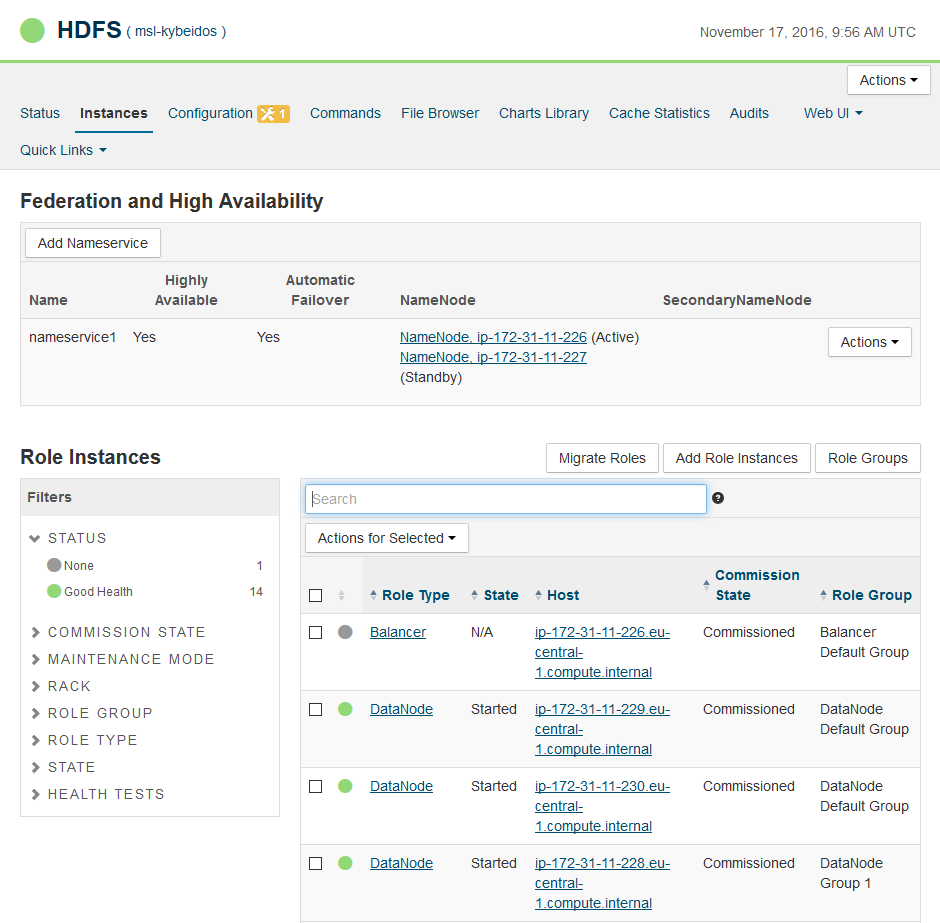 HDFS ( msl-kybeidos )
November 17, 2016, 9:56 AM UTC
Actions
Status Instances Configuration 1 Commands File Browser Charts Library Cache Statistics Audits Web UI
Quick Links
Federation and High Availability
Add Nameservice
Name Highly Available Automatic Failover NameNode SecondaryNameNode
nameservice1 Yes Yes NameNode, ip-172-31-11-226 (Active)
NameNode, ip-172-31-11-227
(Standby)
Actions
Role Instances
Migrate Roles Add Role Instances Role Groups
Filters
STATUS
None 1
Good Health 14
COMMISSION STATE
MAINTENANCE MODE
RACK
ROLE GROUP
ROLE TYPE
STATE
HEALTH TESTS
Search ?
Actions for Selected
Role Type State Host Commission State Role Group
Balancer N/A ip-172-31-11-226.eu- Commissioned Balancer
central- Default Group
1.compute.internal
DataNode Started ip-172-31-11-229.eu- Commissioned DataNode
central- Default Group
1.compute.internal
DataNode Started ip-172-31-11-230.eu- Commissioned DataNode
central- Default Group
1.compute.internal
DataNode Started ip-172-31-11-228.eu- Commissioned DataNode
central- Group 1
1.compute.internal